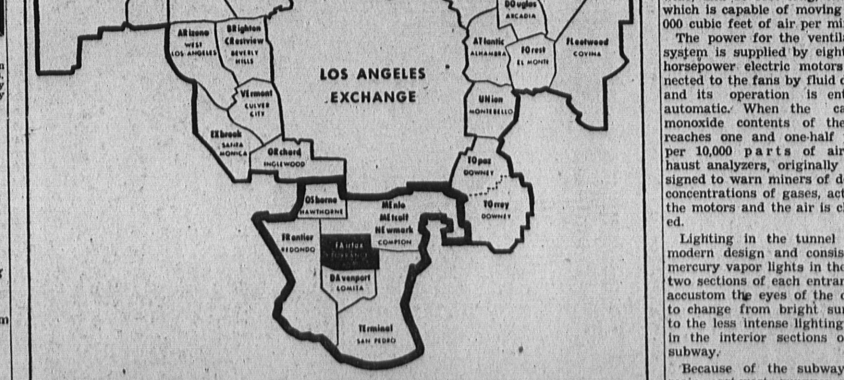 DOuglas
ARCADIA
ARizona
WEST
LOS ANGELES
BRighton
CRestview
BEVERLY
HILLS
ATlantic
ALHAMBRA
FOrest
EL MONTE
FLeetwood
COVINA
LOS ANGELES
EXCHANGE
VErmont
CULVER
CITY
UNion
MONTEBELLO
EXbrook
SANTA
MONICA
ORchard
INGLEWOOD
TOpaz
DOWNEY
TOrrey
DOWNEY
OSborne
HAWTHORNE
MEnlo
MEtcalf
NEwmark
COMPTON
FRontier
REDONDO
FAirfax
DAvenport
LOMITA
TErminal
SAN PEDRO
which is capable of moving
000 cubic feet of air per mi
The power for the ventil
system is supplied by eight
horsepower electric motors
nected to the fans by fluid
and its operation is ent
automatic. When the ca
monoxide contents of the
reaches one and one-half
per 10,000 parts of air
haust analyzers, originally
signed to warn miners of d
concentrations of gases, act
the motors and the air is c
ed.
Lighting in the tunnel
modern design and consis
mercury vapor lights in the
two sections of each entran
accustom the eyes of the
to change from bright sun
to the less intense lighting
in the interior sections o
subway.
Because of the subway